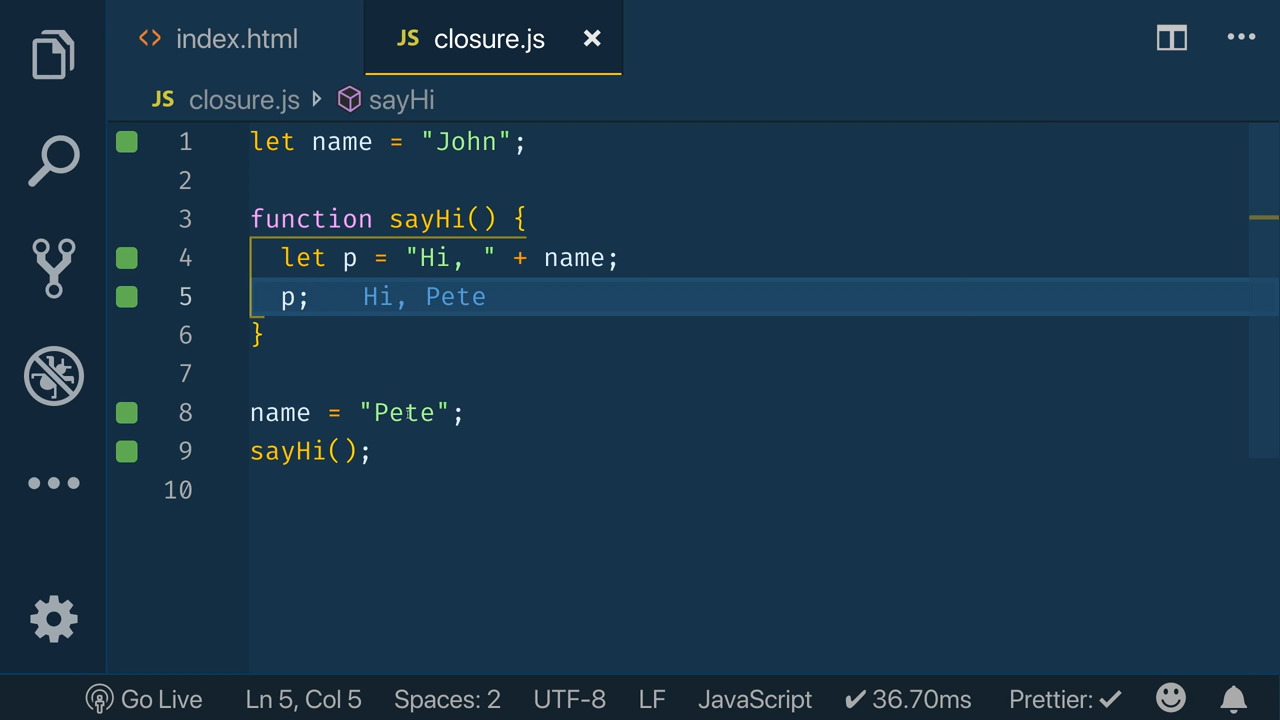 index.html
JS closure.js
JS closure.js sayHi
1 let name = "John";
2
3 function sayHi() {
4 let p = "Hi, " + name;
5 p; Hi, Pete
6 }
7
8 name = "Pete";
9 sayHi();
10
Go Live Ln 5, Col 5 Spaces: 2 UTF-8 LF JavaScript ✔ 36.70ms Prettier: ✓